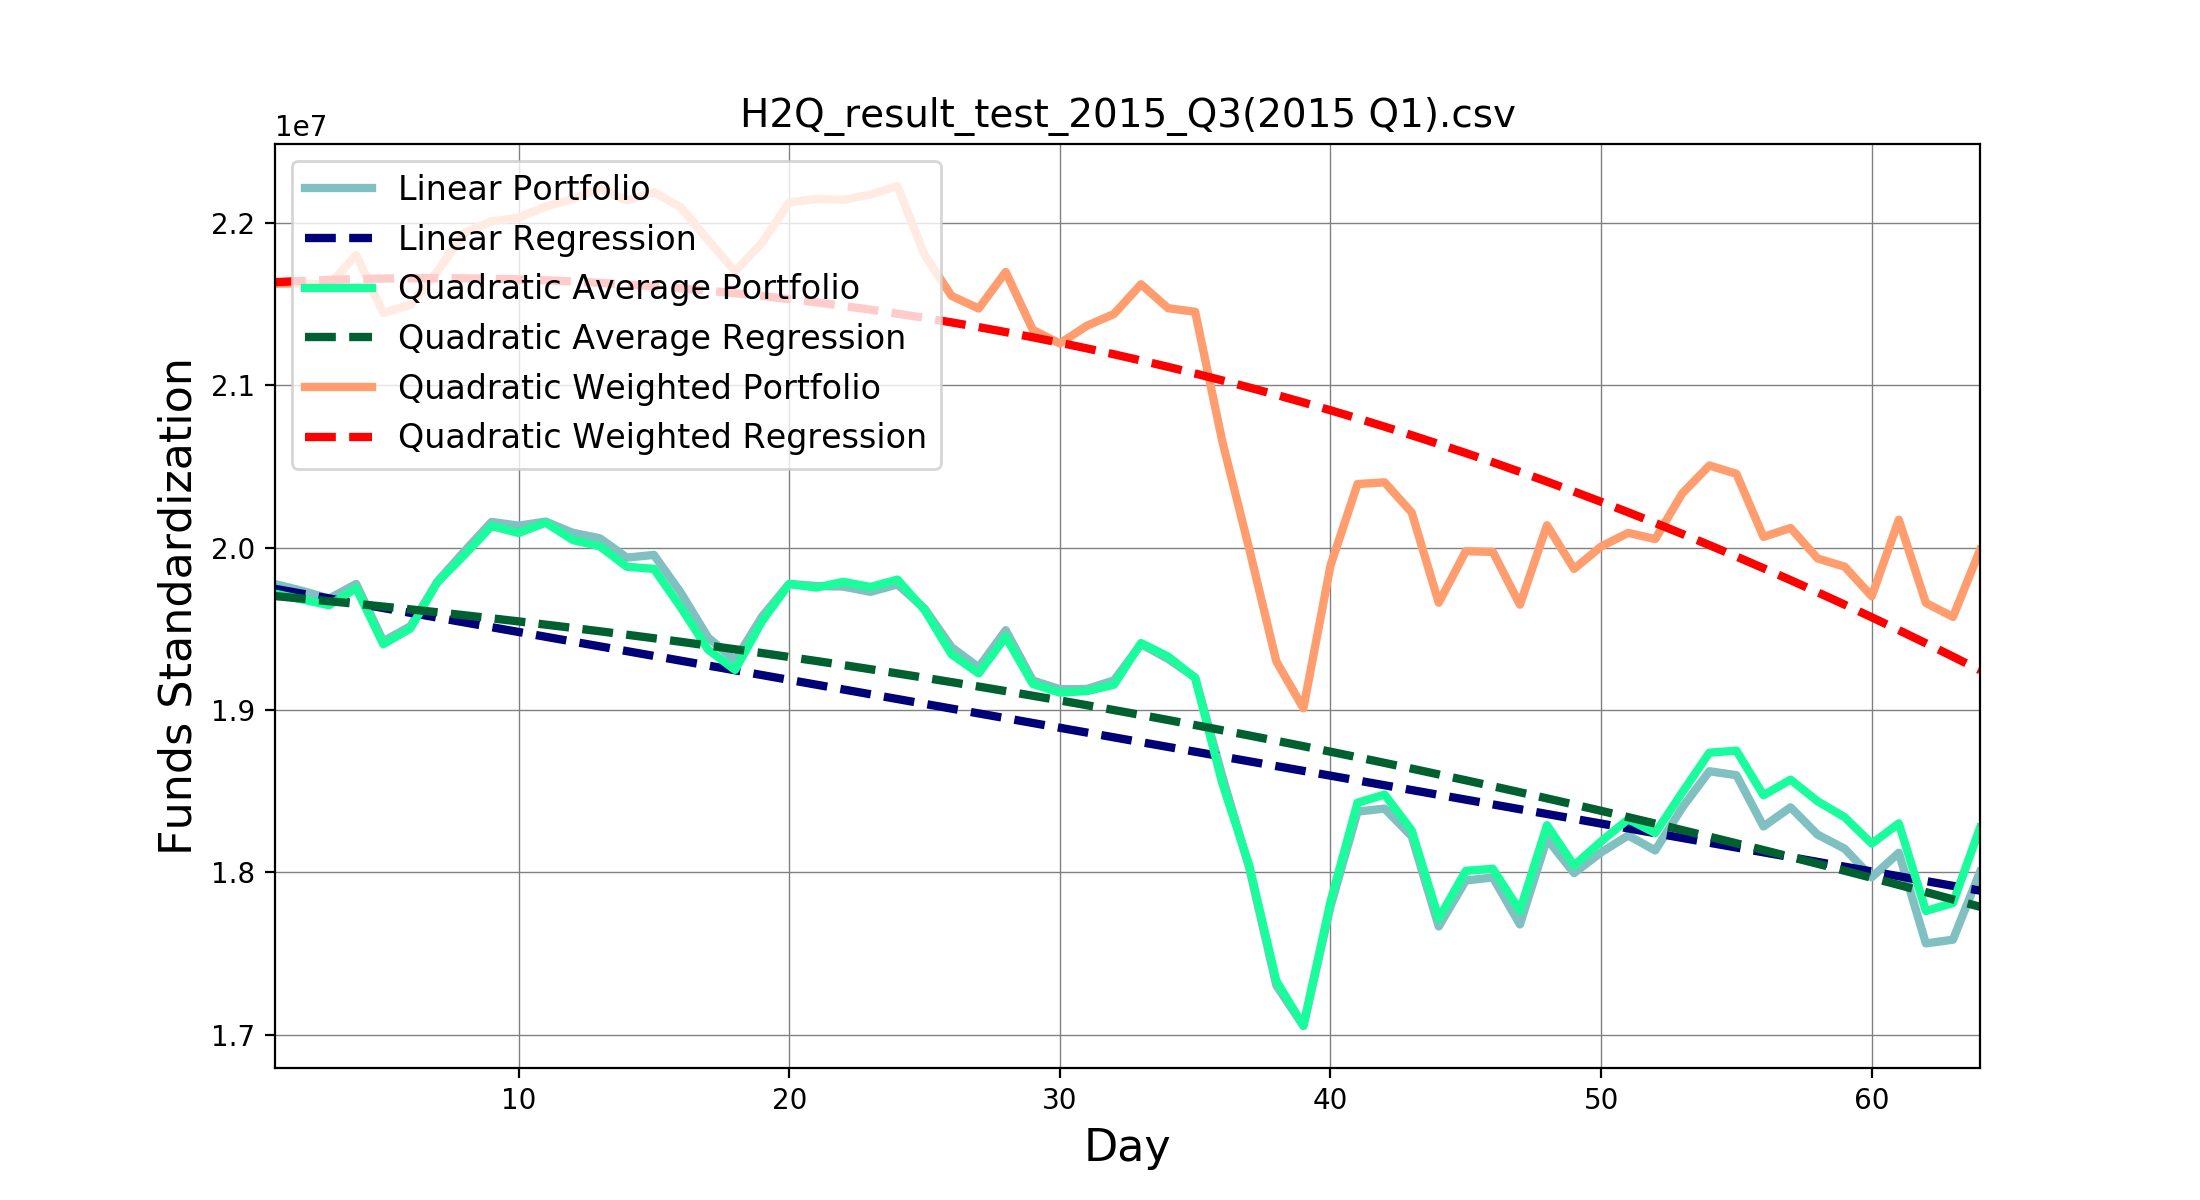 H2Q_result_test_2015_Q3(2015 Q1).csv
1e7
Linear Portfolio
Linear Regression
Quadratic Average Portfolio
Quadratic Average Regression
Quadratic Weighted Portfolio
Quadratic Weighted Regression
2.2
2.1
2.0
1.9
1.8
1.7
Funds Standardization
10 20 30 40 50 60
Day